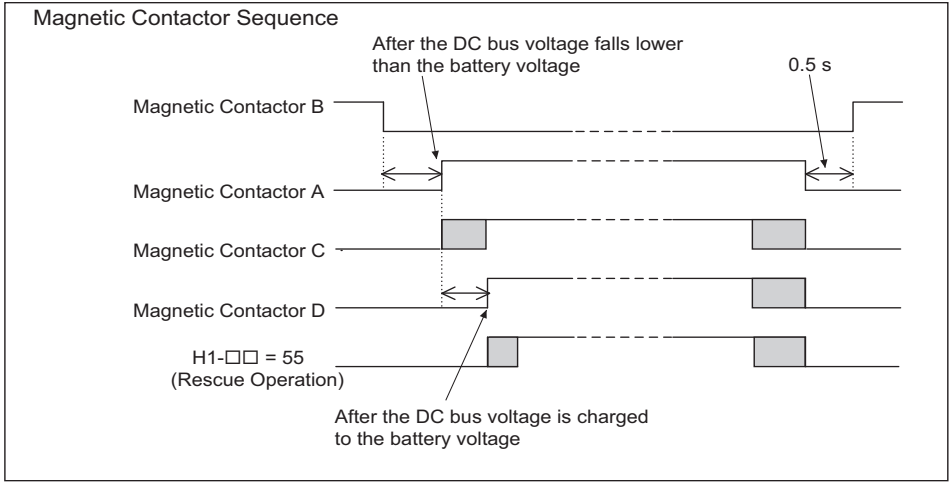 Magnetic Contactor Sequence
After the DC bus voltage falls lower
than the battery voltage
0.5 s
Magnetic Contactor B
Magnetic Contactor A
Magnetic Contactor C
Magnetic Contactor D
H1-□□ = 55
(Rescue Operation)
After the DC bus voltage is charged
to the battery voltage